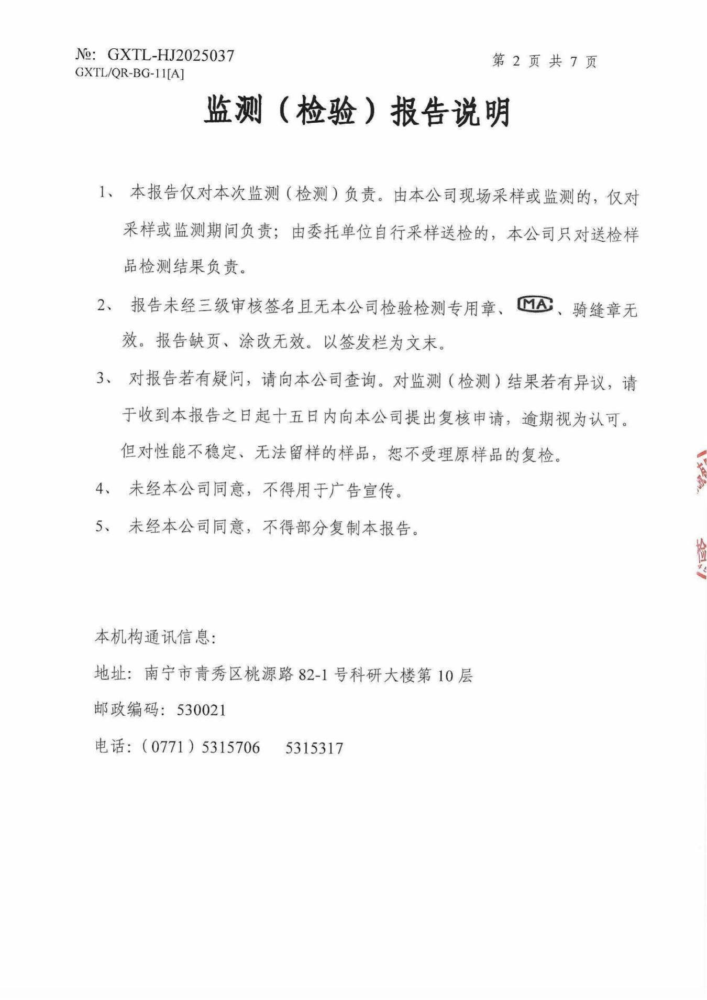 №: GXTL-HJ2025037
第 2 页 共 7 页
GXTL/QR-BG-11[A]
监测（检验）报告说明
1、 本报告仅对本次监测（检测）负责。由本公司现场采样或监测的，仅对
采样或监测期间负责；由委托单位自行采样送检的，本公司只对送检样
品检测结果负责。
2、 报告未经三级审核签名且无本公司检验检测专用章、 MA 、骑缝章无
效。报告缺页、涂改无效。以签发栏为文末。
3、 对报告若有疑问，请向本公司查询。对监测（检测）结果若有异议，请
于收到本报告之日起十五日内向本公司提出复核申请，逾期视为认可。
但对性能不稳定、无法留样的样品，恕不受理原样品的复检。
4、 未经本公司同意，不得用于广告宣传。
5、 未经本公司同意，不得部分复制本报告。
检
45
本机构通讯信息：
地址：南宁市青秀区桃源路 82-1 号科研大楼第 10 层
邮政编码：530021
电话：（0771）5315706 5315317